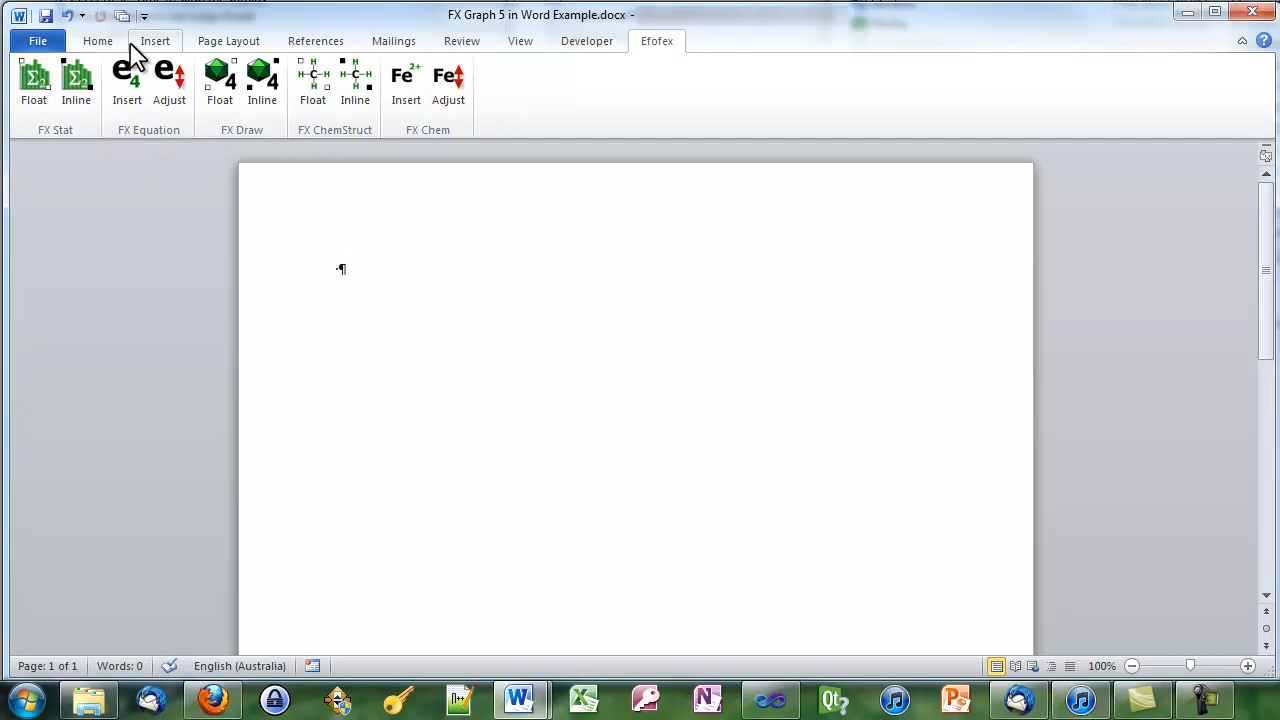 FX Graph 5 in Word Example.docx -
File Home Insert Page Layout References Mailings Review View Developer Efofex
Float Inline Insert Adjust Float Inline Float Inline Insert Adjust
FX Stat FX Equation FX Draw FX ChemStruct FX Chem
¶
Page: 1 of 1 Words: 0 English (Australia) 100%